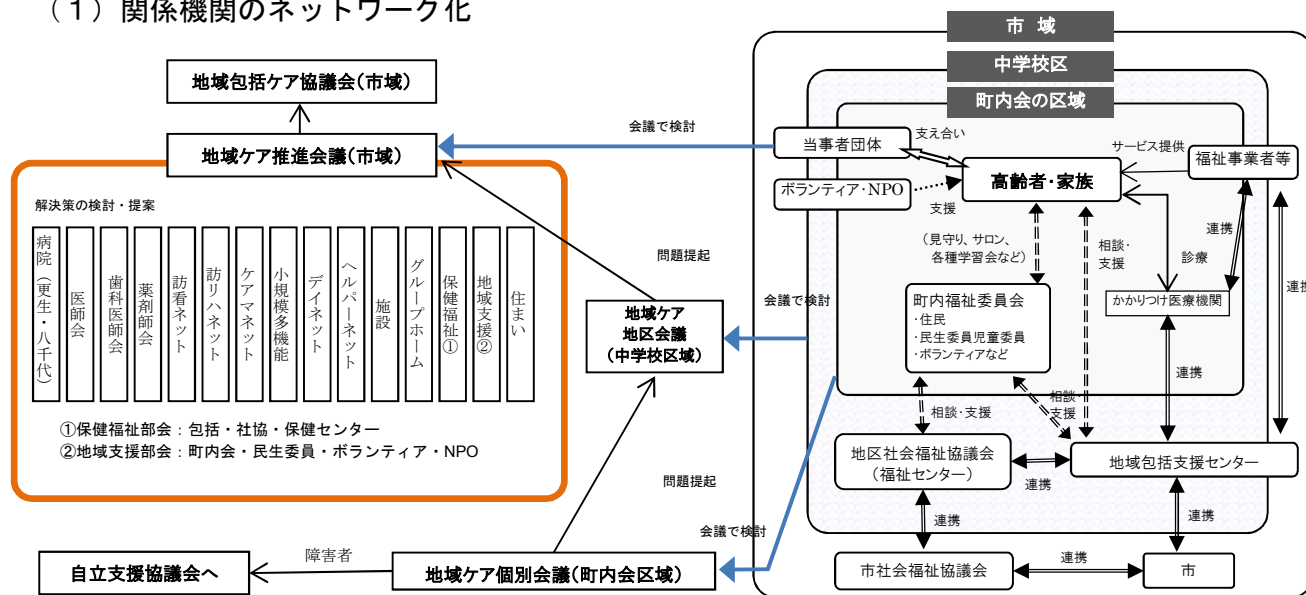 （1）関係機関のネットワーク化
地域包括ケア協議会（市域）
地域ケア推進会議（市域）
解決策の検討・提案
病院（更生・八千代）
医師会
歯科医師会
薬剤師会
訪看ネット
訪リハネット
ケアマネット
小規模多機能
デイネット
ヘルパーネット
施設
グループホーム
保健福祉①
地域支援②
住まい
①保健福祉部会：包括・社協・保健センター
②地域支援部会：町内会・民生委員・ボランティア・NPO
自立支援協議会へ
障害者
地域ケア個別会議（町内会区域）
問題提起
問題提起
地域ケア
地区会議
（中学校区域）
会議で検討
会議で検討
会議で検討
市 域
中学校区
町内会の区域
当事者団体
支え合い
ボランティア・NPO
支援
高齢者・家族
サービス提供
福祉事業者等
（見守り、サロン、
各種学習会など）
相談・
支援
診療
連携
連携
町内福祉委員会
・住民
・民生委員児童委員
・ボランティアなど
かかりつけ医療機関
連携
相談・支援
相談・
支援
地区社会福祉協議会
（福祉センター）
連携
地域包括支援センター
連携
連携
市社会福祉協議会
連携
市